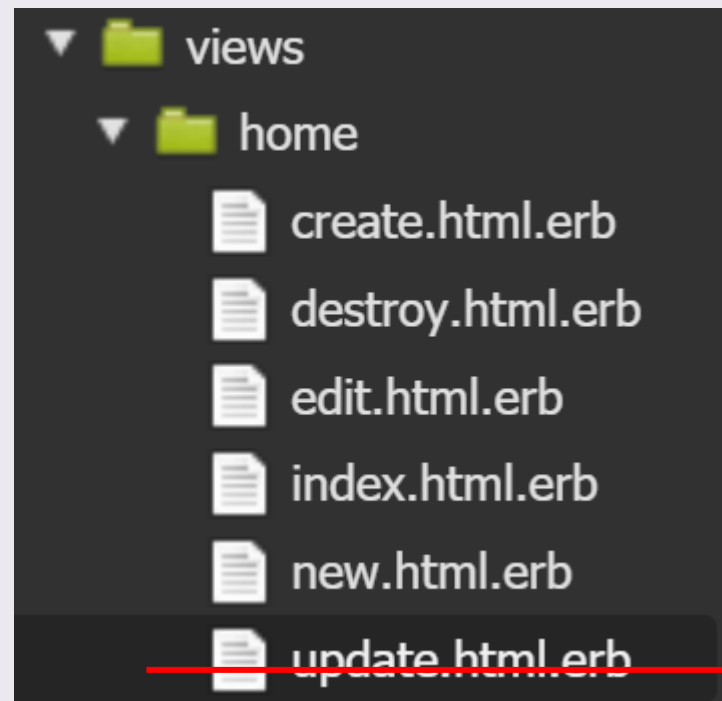 views
home
create.html.erb
destroy.html.erb
edit.html.erb
index.html.erb
new.html.erb
update.html.erb